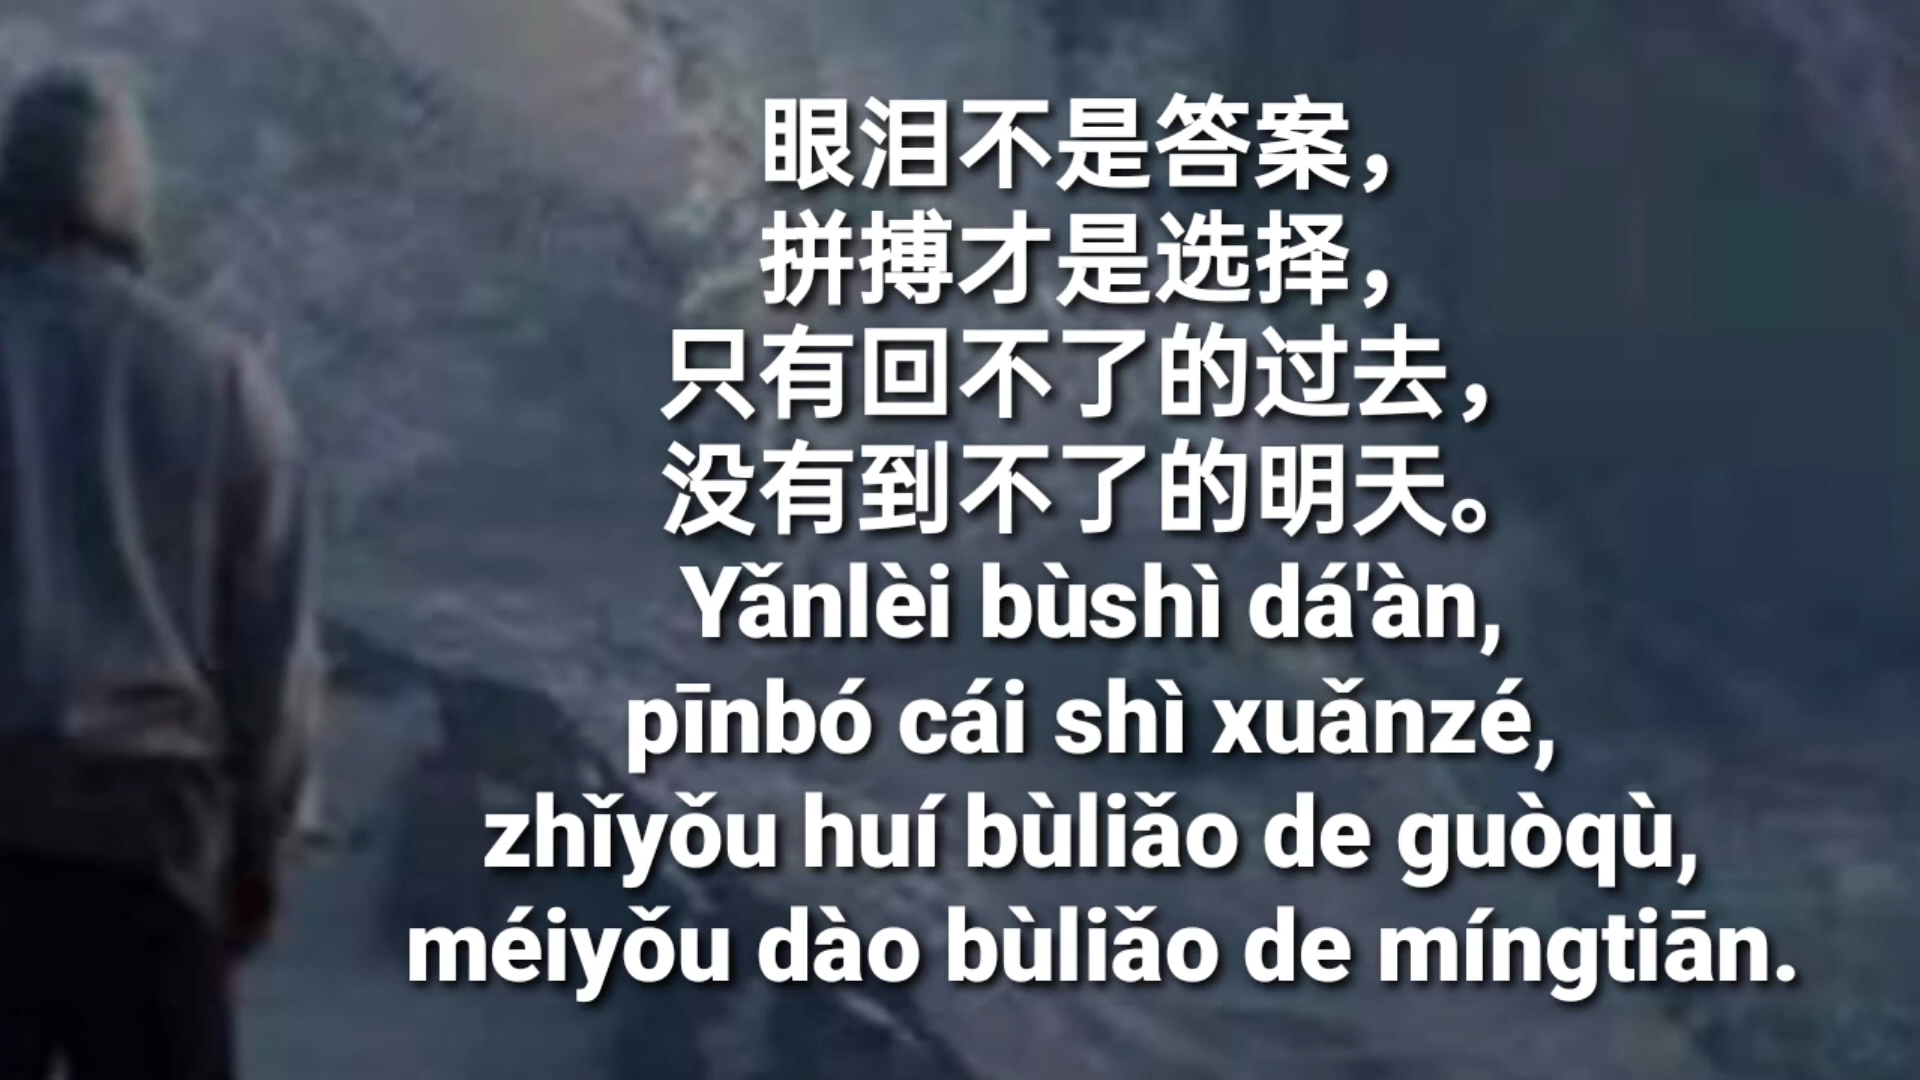 眼泪不是答案，
拼搏才是选择，
只有回不了的过去，
没有到不了的明天。
Yǎnlèi bùshì dá'àn,
pīnbó cái shì xuǎnzé,
zhǐyǒu huí bùliǎo de guòqù,
méiyǒu dào bùliǎo de míngtiān.